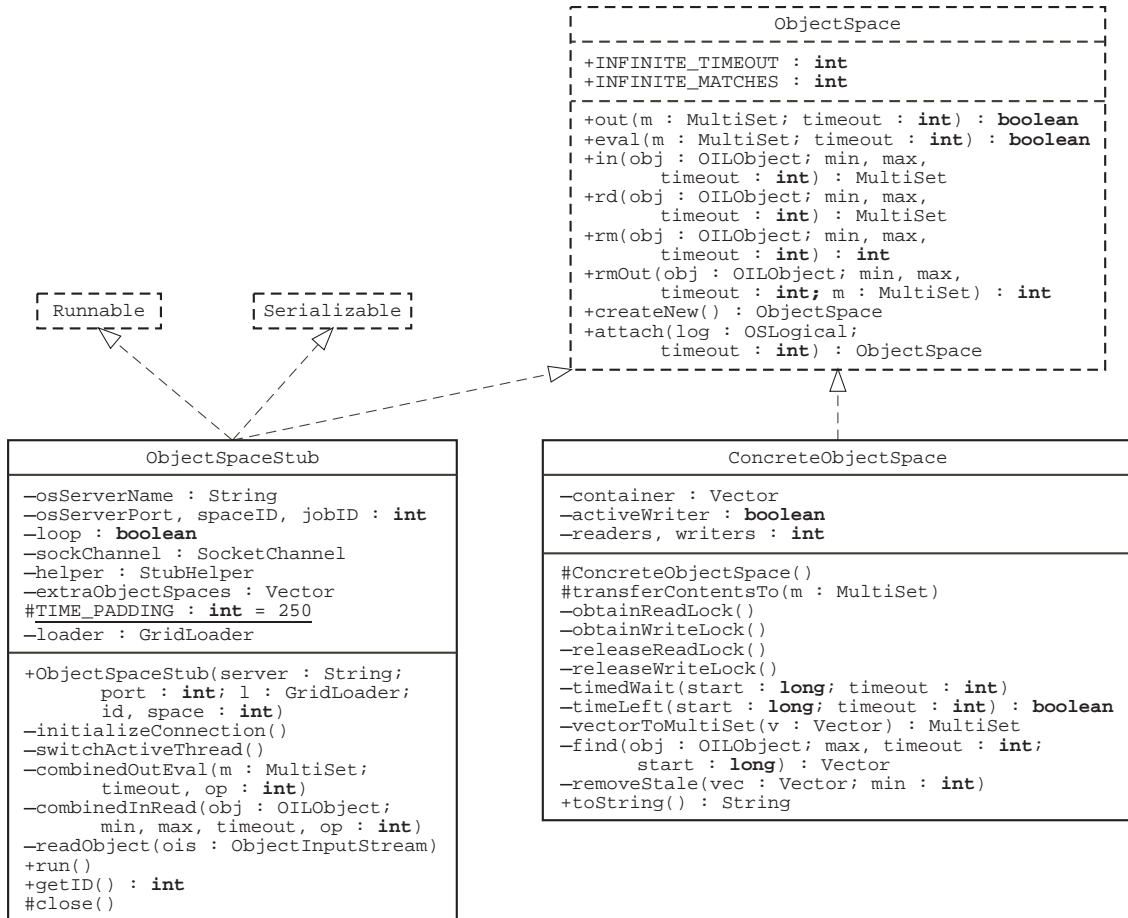 ObjectSpace
+INFINITE_TIMEOUT : int
+INFINITE_MATCHES : int
+out(m : MultiSet; timeout : int) : boolean
+eval(m : MultiSet; timeout : int) : boolean
+in(obj : OILObject; min, max,
timeout : int) : MultiSet
+rd(obj : OILObject; min, max,
timeout : int) : MultiSet
+rm(obj : OILObject; min, max,
timeout : int) : int
+rmOut(obj : OILObject; min, max,
timeout : int; m : MultiSet) : int
+createNew() : ObjectSpace
+attach(log : OSLogical;
timeout : int) : ObjectSpace
Runnable
Serializable
ObjectSpaceStub
—osServerName : String
—osServerPort, spaceID, jobID : int
—loop : boolean
—sockChannel : SocketChannel
—helper : StubHelper
—extraObjectSpaces : Vector
#TIME_PADDING : int = 250
—loader : GridLoader
+ObjectSpaceStub(server : String;
port : int; l : GridLoader;
id, space : int)
—initializeConnection()
—switchActiveThread()
—combinedOutEval(m : MultiSet;
timeout, op : int)
—combinedInRead(obj : OILObject;
min, max, timeout, op : int)
—readObject(ois : ObjectInputStream)
+run()
+getID() : int
#close()
ConcreteObjectSpace
—container : Vector
—activeWriter : boolean
—readers, writers : int
#ConcreteObjectSpace()
#transferContentsTo(m : MultiSet)
—obtainReadLock()
—obtainWriteLock()
—releaseReadLock()
—releaseWriteLock()
—timedWait(start : long; timeout : int)
—timeLeft(start : long; timeout : int) : boolean
—vectorToMultiSet(v : Vector) : MultiSet
—find(obj : OILObject; max, timeout : int;
start : long) : Vector
—removeStale(vec : Vector; min : int)
+toString() : String